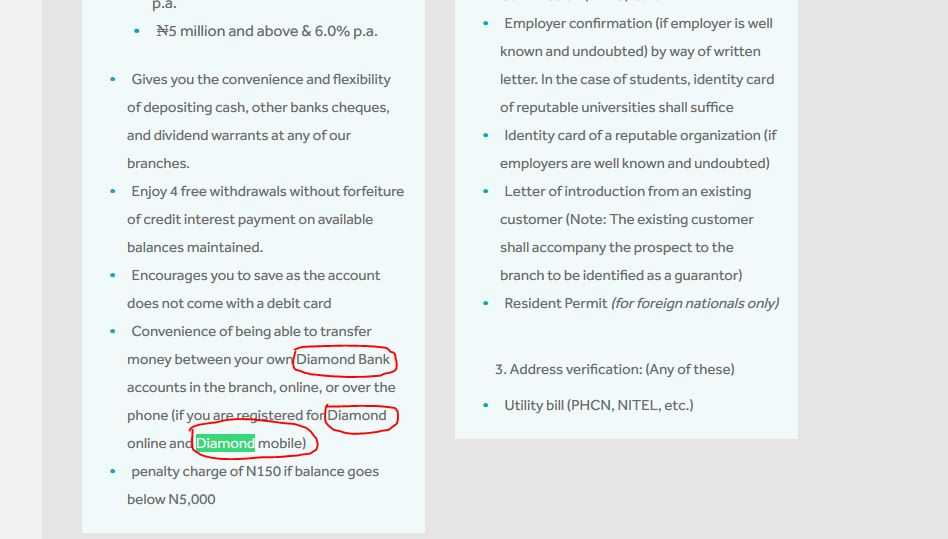 p.a.
• ₦5 million and above & 6.0% p.a.
• Gives you the convenience and flexibility
of depositing cash, other banks cheques,
and dividend warrants at any of our
branches.
• Enjoy 4 free withdrawals without forfeiture
of credit interest payment on available
balances maintained.
• Encourages you to save as the account
does not come with a debit card
• Convenience of being able to transfer
money between your own Diamond Bank
accounts in the branch, online, or over the
phone (if you are registered for Diamond
online and Diamond mobile)
• penalty charge of N150 if balance goes
below N5,000
• Employer confirmation (if employer is well
known and undoubted) by way of written
letter. In the case of students, identity card
of reputable universities shall suffice
• Identity card of a reputable organization (if
employers are well known and undoubted)
• Letter of introduction from an existing
customer (Note: The existing customer
shall accompany the prospect to the
branch to be identified as a guarantor)
• Resident Permit (for foreign nationals only)
3. Address verification: (Any of these)
• Utility bill (PHCN, NITEL, etc.)